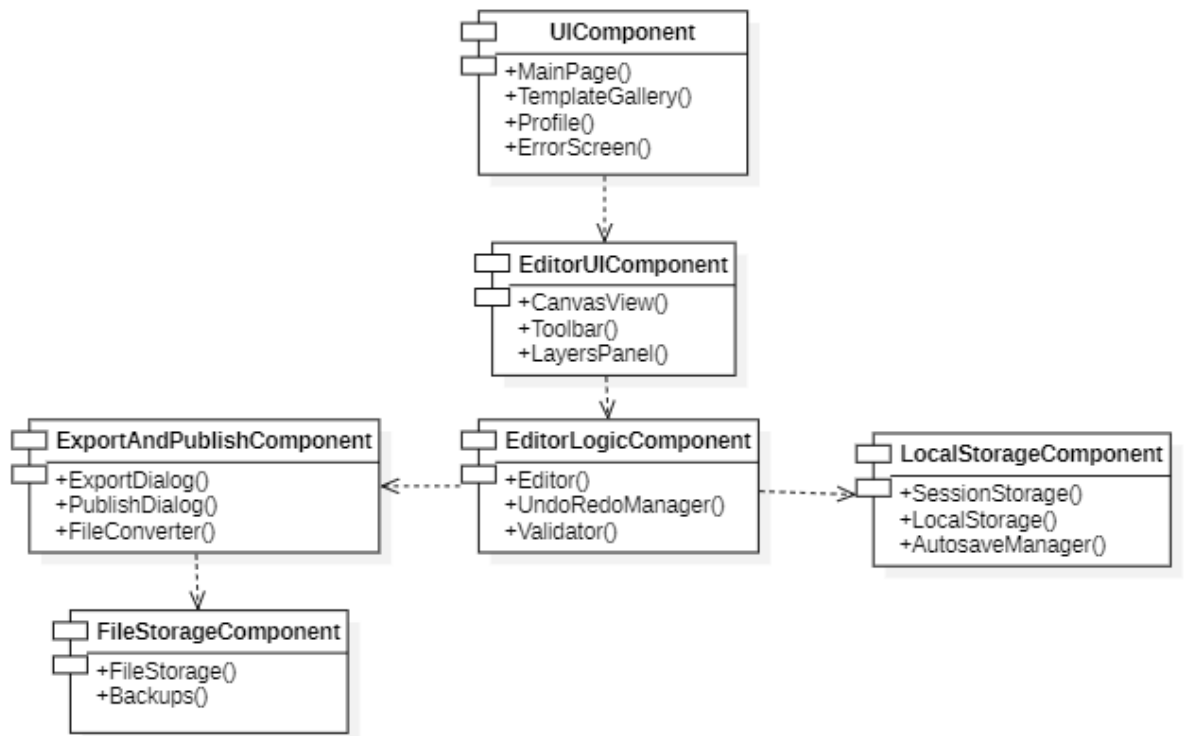 UIComponent
+MainPage()
+TemplateGallery()
+Profile()
+ErrorScreen()
EditorUIComponent
+CanvasView()
+Toolbar()
+LayersPanel()
ExportAndPublishComponent
+ExportDialog()
+PublishDialog()
+FileConverter()
EditorLogicComponent
+Editor()
+UndoRedoManager()
+Validator()
LocalStorageComponent
+SessionStorage()
+LocalStorage()
+AutosaveManager()
FileStorageComponent
+FileStorage()
+Backups()